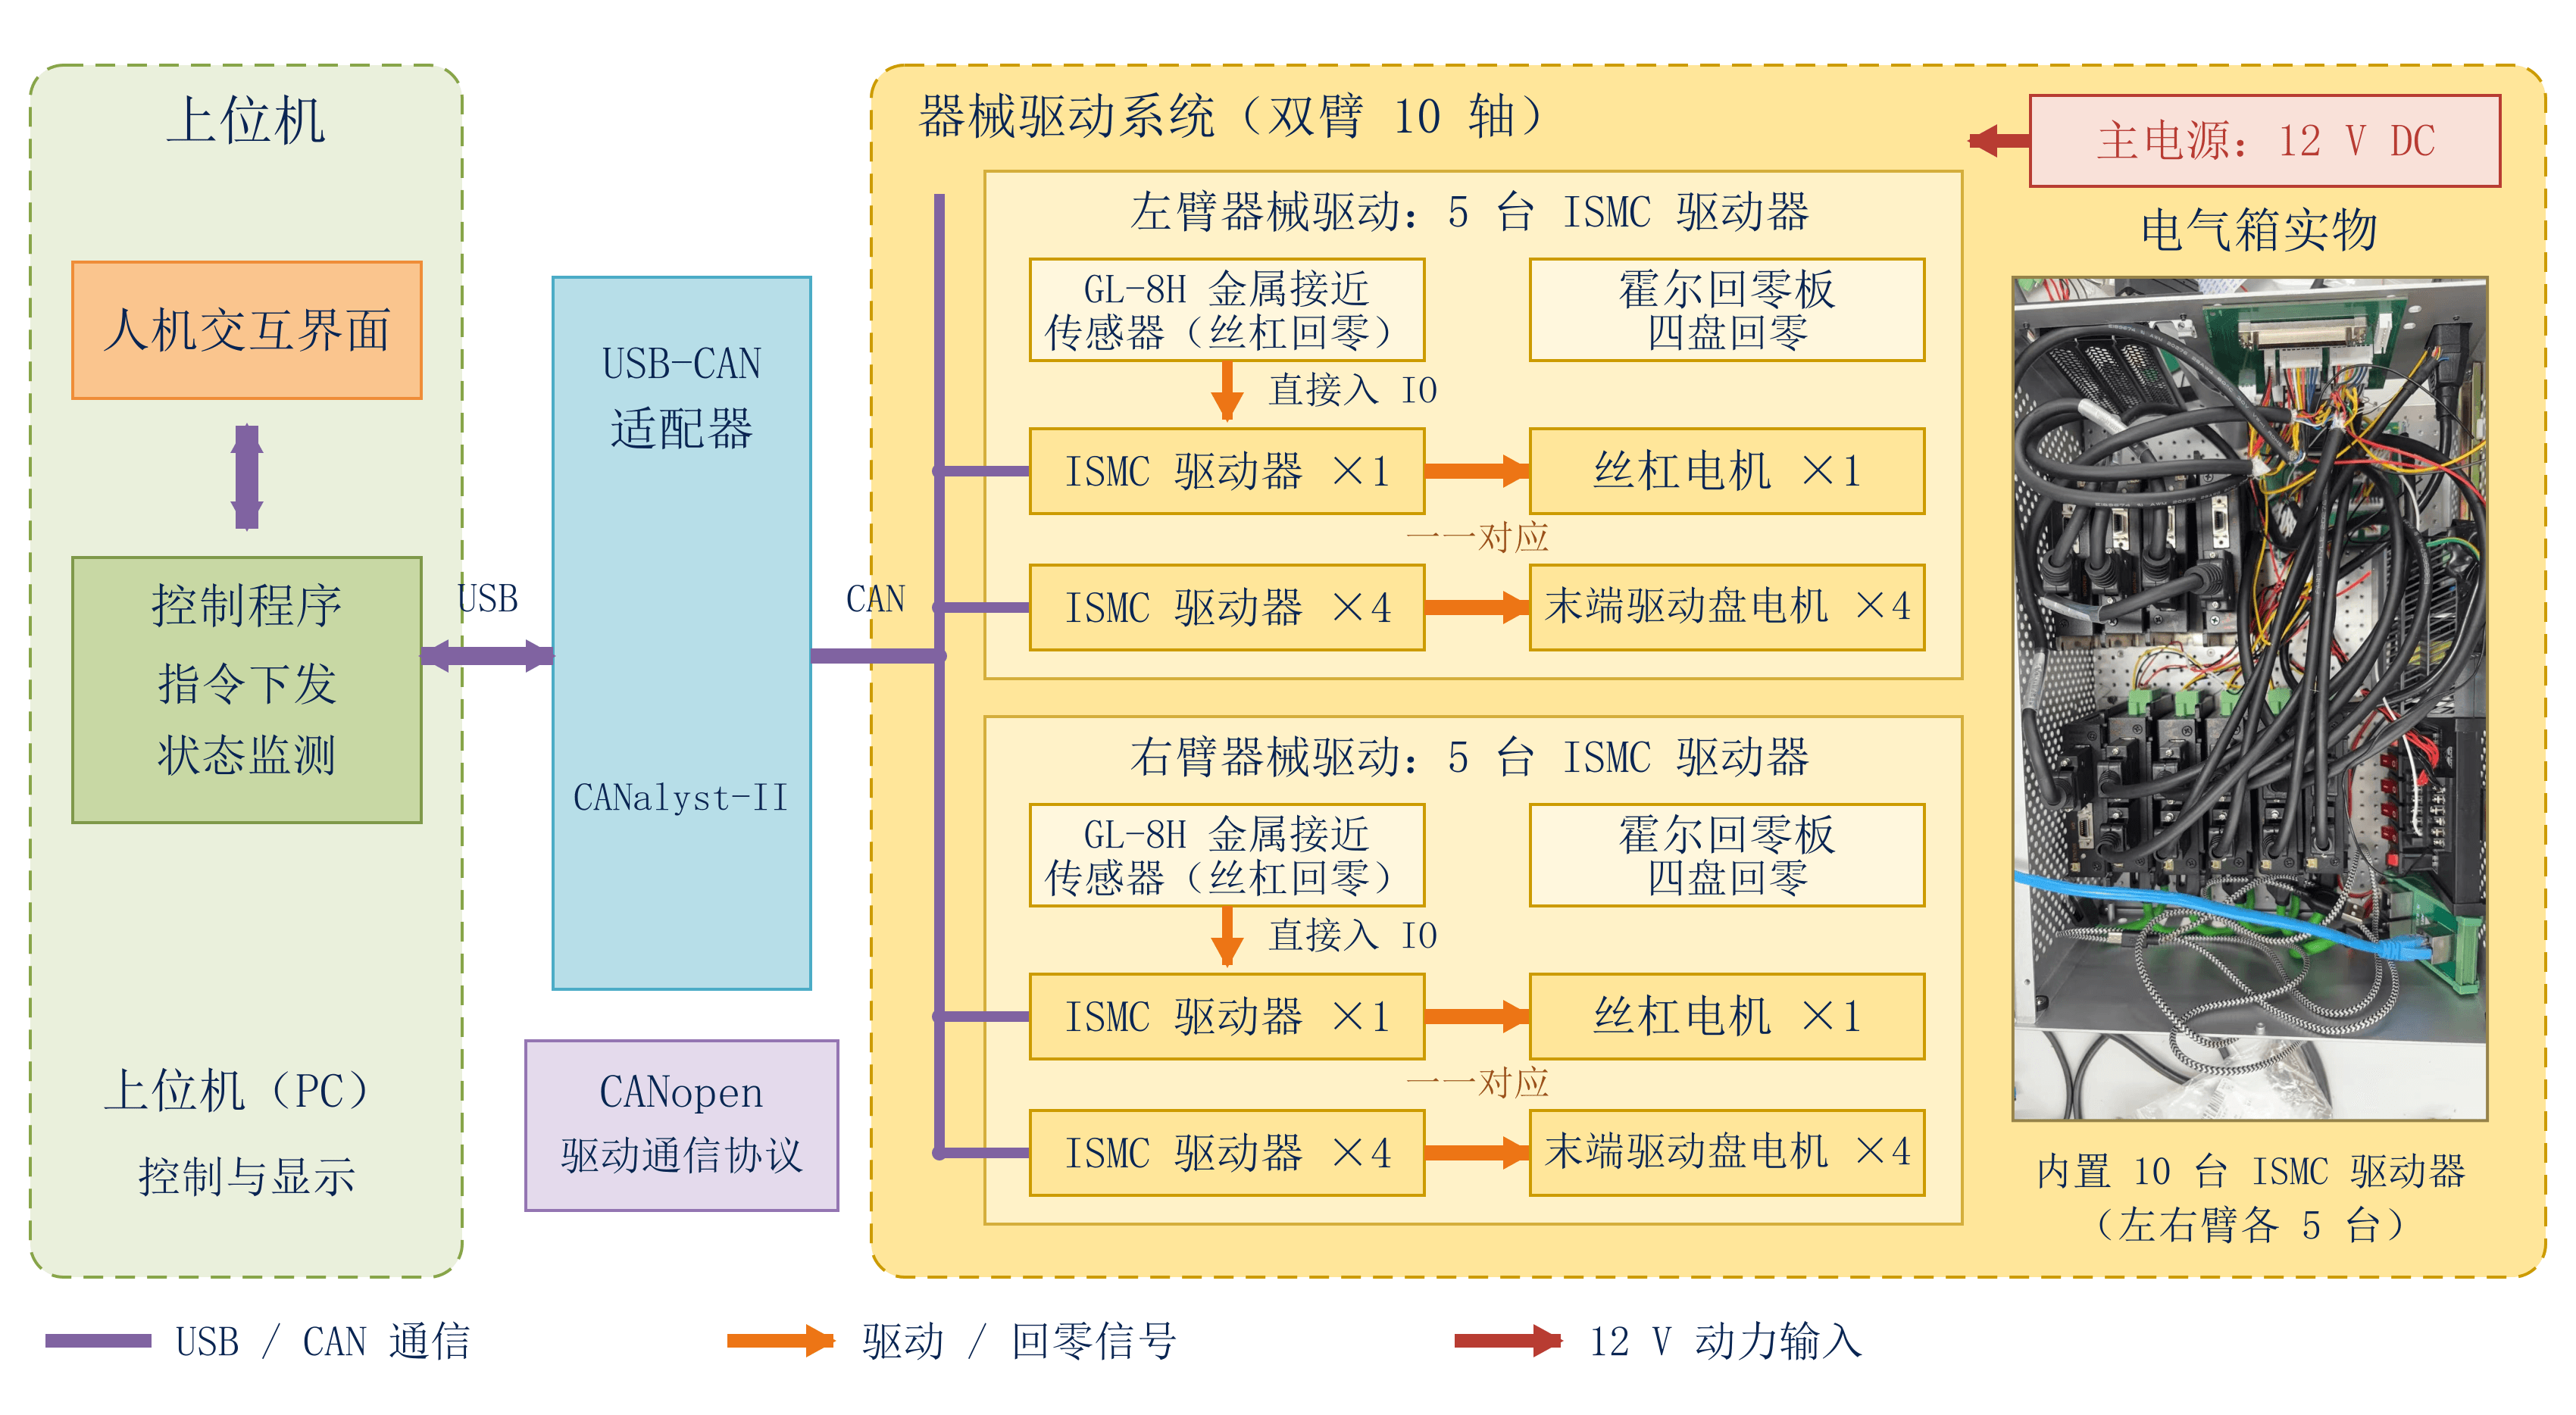 上位机
人机交互界面
控制程序
指令下发
状态监测
上位机（PC）
控制与显示
USB
USB-CAN
适配器
CANalyst-II
CANopen
驱动通信协议
CAN
器械驱动系统（双臂 10 轴）
左臂器械驱动：5 台 ISMC 驱动器
GL-8H 金属接近
传感器（丝杠回零）
霍尔回零板
四盘回零
直接入 IO
ISMC 驱动器 ×1
丝杠电机 ×1
一一对应
ISMC 驱动器 ×4
末端驱动盘电机 ×4
右臂器械驱动：5 台 ISMC 驱动器
GL-8H 金属接近
传感器（丝杠回零）
霍尔回零板
四盘回零
直接入 IO
ISMC 驱动器 ×1
丝杠电机 ×1
一一对应
ISMC 驱动器 ×4
末端驱动盘电机 ×4
主电源：12 V DC
电气箱实物
内置 10 台 ISMC 驱动器
（左右臂各 5 台）
USB / CAN 通信
驱动 / 回零信号
12 V 动力输入